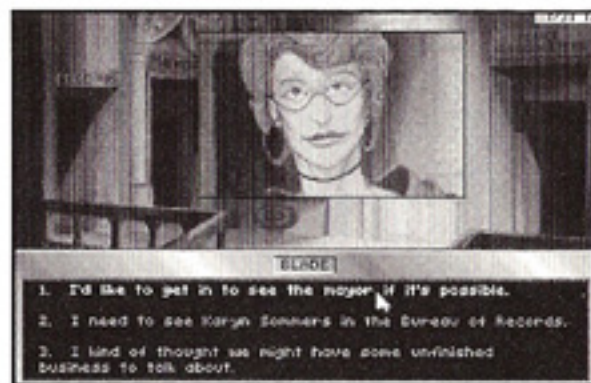 BLADE
1. I'd like to get in to see the mayor if it's possible.
2. I need to see Karyn Sommers in the Bureau of Records.
3. I kind of thought we might have some unfinished
business to talk about.